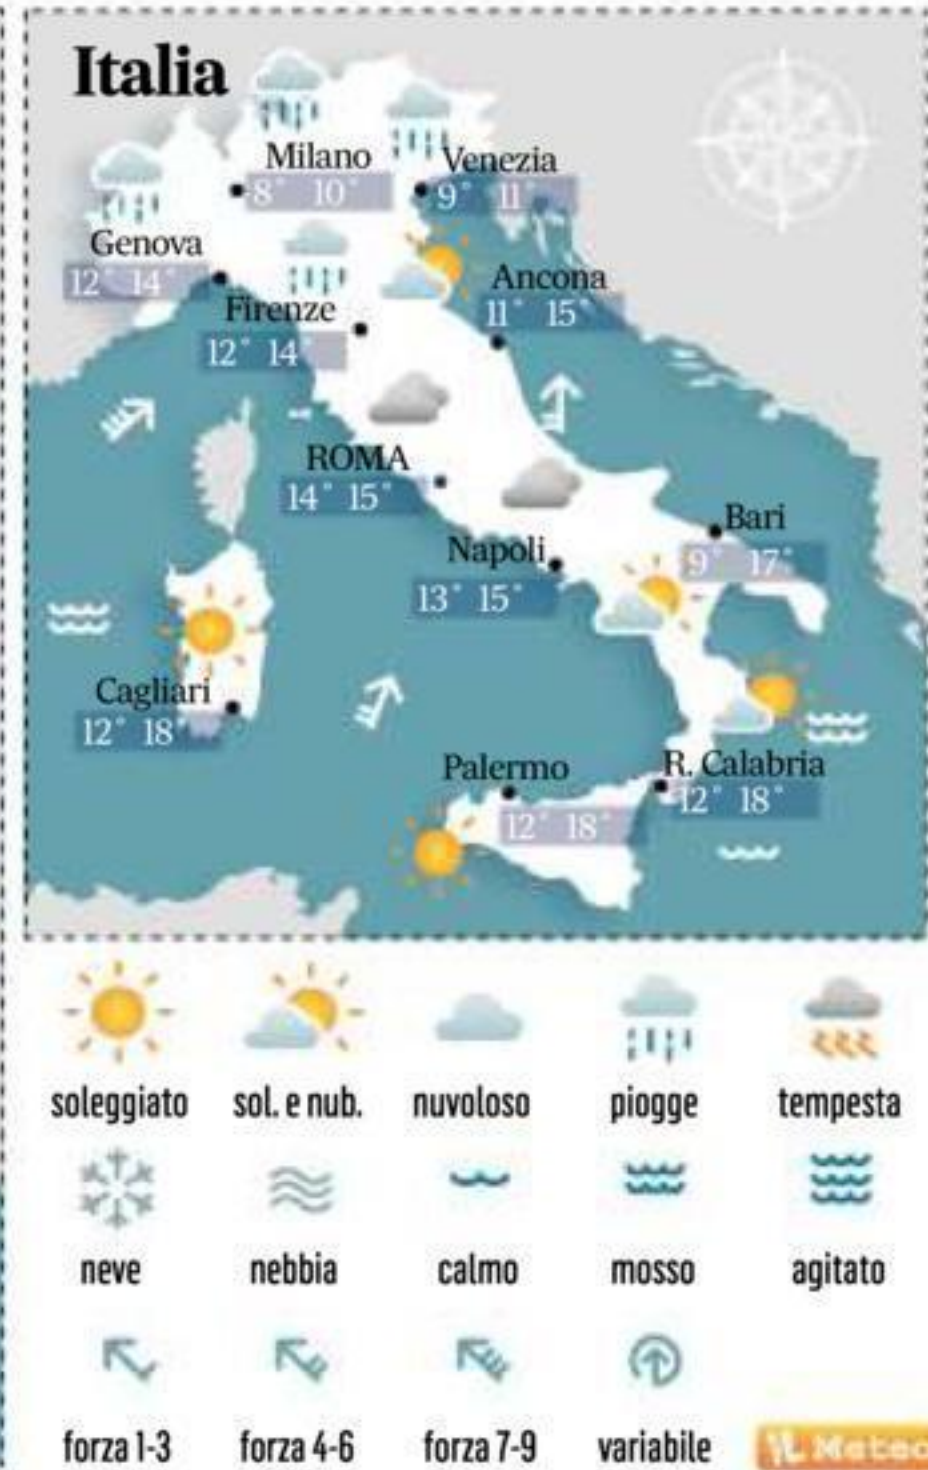 Italia
Milano
8° 10°
Venezia
9° 11°
Genova
12° 14°
Firenze
12° 14°
Ancona
11° 15°
ROMA
14° 15°
Napoli
13° 15°
Bari
9° 17°
Cagliari
12° 18°
Palermo
12° 18°
R. Calabria
12° 18°
soleggiato sol. e nub. nuvoloso piogge tempesta
neve nebbia calmo mosso agitato
forza 1-3 forza 4-6 forza 7-9 variabile